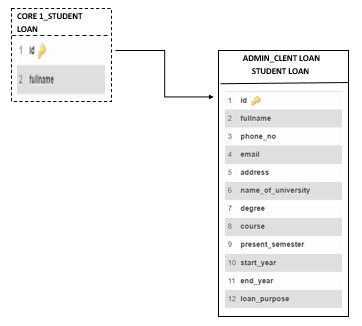 CORE 1_STUDENT
LOAN
1 id
2 fullname
ADMIN_CLENT LOAN
STUDENT LOAN
1 id
2 fullname
3 phone_no
4 email
5 address
6 name_of_university
7 degree
8 course
9 present_semester
10 start_year
11 end_year
12 loan_purpose